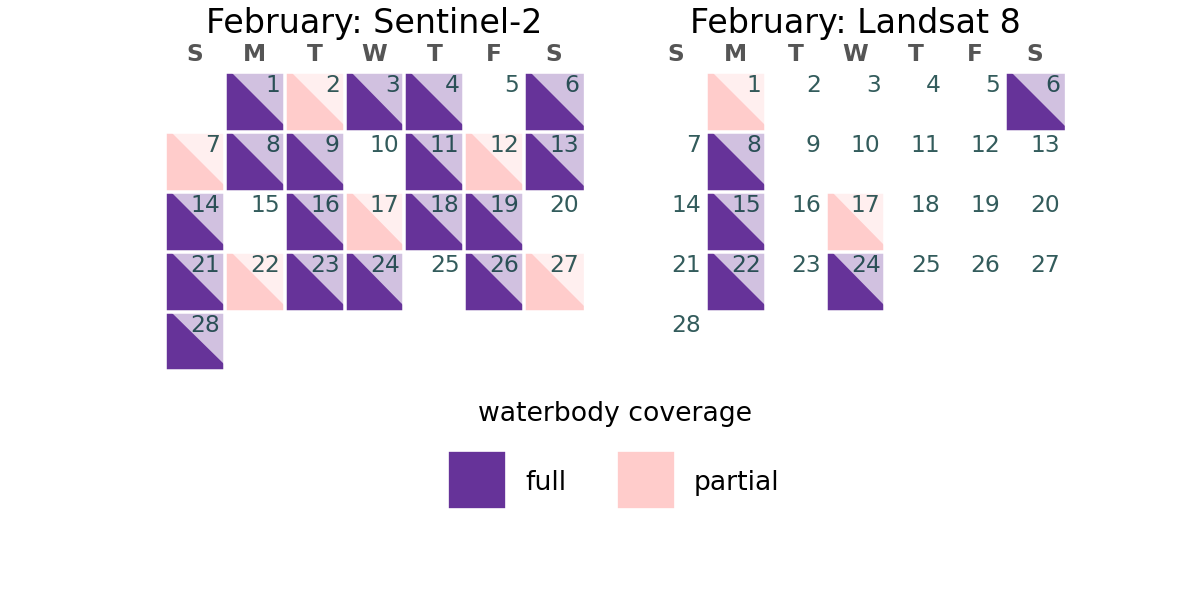 February: Sentinel-2
S M T W T F S
1 2 3 4 5 6
7 8 9 10 11 12 13
14 15 16 17 18 19 20
21 22 23 24 25 26 27
28
February: Landsat 8
S M T W T F S
1 2 3 4 5 6
7 8 9 10 11 12 13
14 15 16 17 18 19 20
21 22 23 24 25 26 27
28
waterbody coverage
full partial